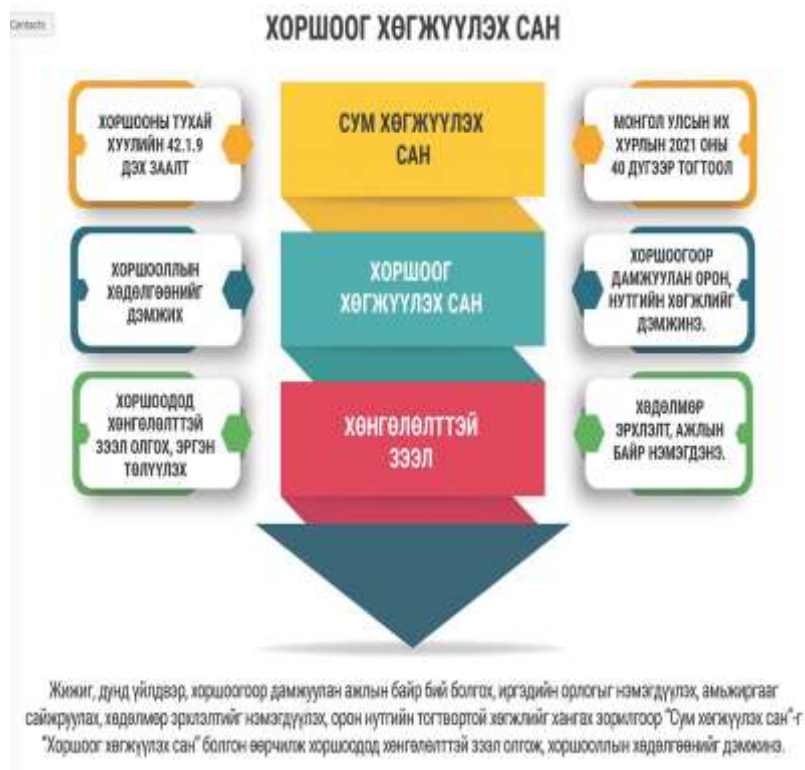 Contacts
ХОРШООГ ХӨГЖҮҮЛЭХ САН
ХОРШООНЫ ТУХАЙ
ХУУЛИЙН 42.1.9
ДЭХ ЗААЛТ
СУМ ХӨГЖҮҮЛЭХ
САН
МОНГОЛ УЛСЫН ИХ
ХУРЛЫН 2021 ОНЫ
40 ДҮГЭЭР ТОГТООЛ
ХОРШООЛЛЫН
ХӨДӨЛГӨӨНИЙГ
ДЭМЖИХ
ХОРШООГ
ХӨГЖҮҮЛЭХ САН
ХОРШООГООР
ДАМЖУУЛАН ОРОН,
НУТГИЙН ХӨГЖЛИЙГ
ДЭМЖИНЭ.
ХОРШООДОД
ХӨНГӨЛӨЛТТЭЙ
ЗЭЭЛ ОЛГОХ, ЭРГЭН
ТӨЛҮҮЛЭХ
ХӨНГӨЛӨЛТТЭЙ
ЗЭЭЛ
ХӨДӨЛМӨР
ЭРХЛЭЛТ, АЖЛЫН
БАЙР НЭМЭГДЭНЭ.
Жижиг, дунд үйлдвэр, хоршоогоор дамжуулан ажлын байр бий болгох, иргэдийн орлогыг нэмэгдүүлэх, амьжиргааг
сайжруулах, хөдөлмөр эрхлэлтийг нэмэгдүүлэх, орон нутгийн тогтвортой хөгжлийг хангах зорилгоор "Сум хөгжүүлэх сан"-г
"Хоршоог хөгжүүлэх сан" болгон өөрчилж хоршоодод хөнгөлөлттэй зээл олгож, хоршооллын хөдөлгөөнийг дэмжинэ.